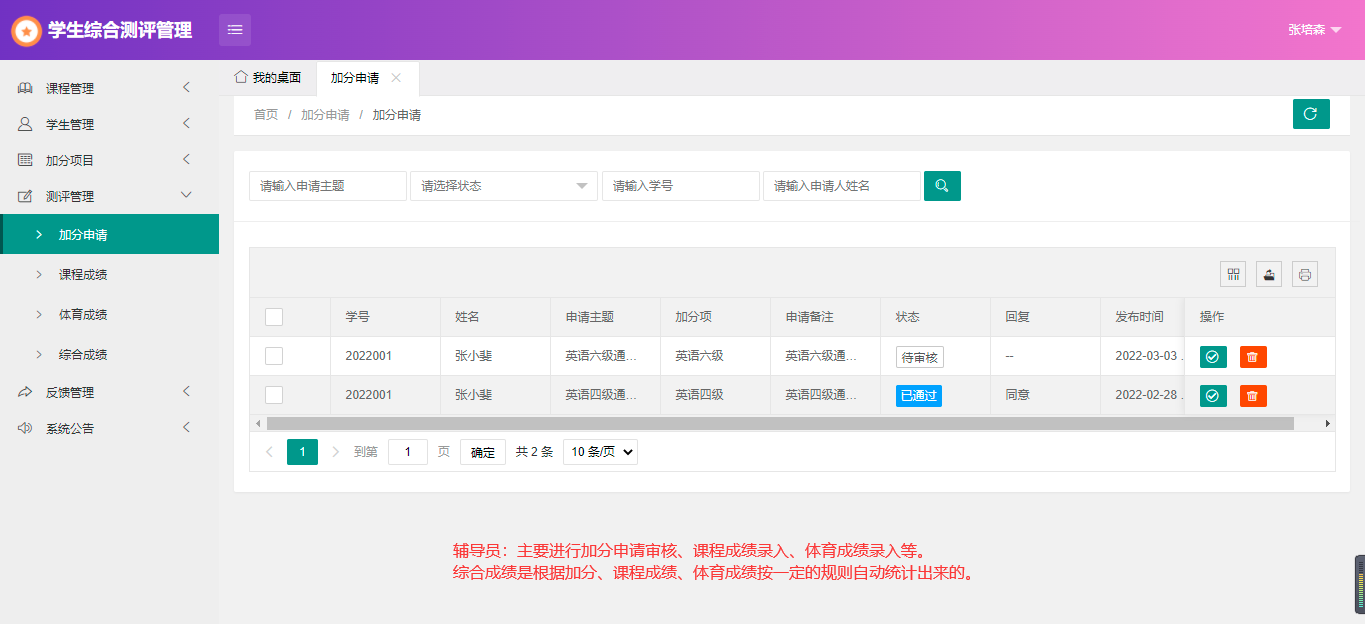 学生综合测评管理
张培森
课程管理
学生管理
加分项目
测评管理
加分申请
课程成绩
体育成绩
综合成绩
反馈管理
系统公告
我的桌面
加分申请
首页 / 加分申请 / 加分申请
请输入申请主题
请选择状态
请输入学号
请输入申请人姓名
学号 姓名 申请主题 加分项 申请备注 状态 回复 发布时间 操作
2022001 张小斐 英语六级通... 英语六级 英语六级通... 待审核 -- 2022-03-03 .
2022001 张小斐 英语四级通... 英语四级 英语四级通... 已通过 同意 2022-02-28 .
1 到第 1 页 确定 共 2 条 10 条/页
辅导员：主要进行加分申请审核、课程成绩录入、体育成绩录入等。
综合成绩是根据加分、课程成绩、体育成绩按一定的规则自动统计出来的。